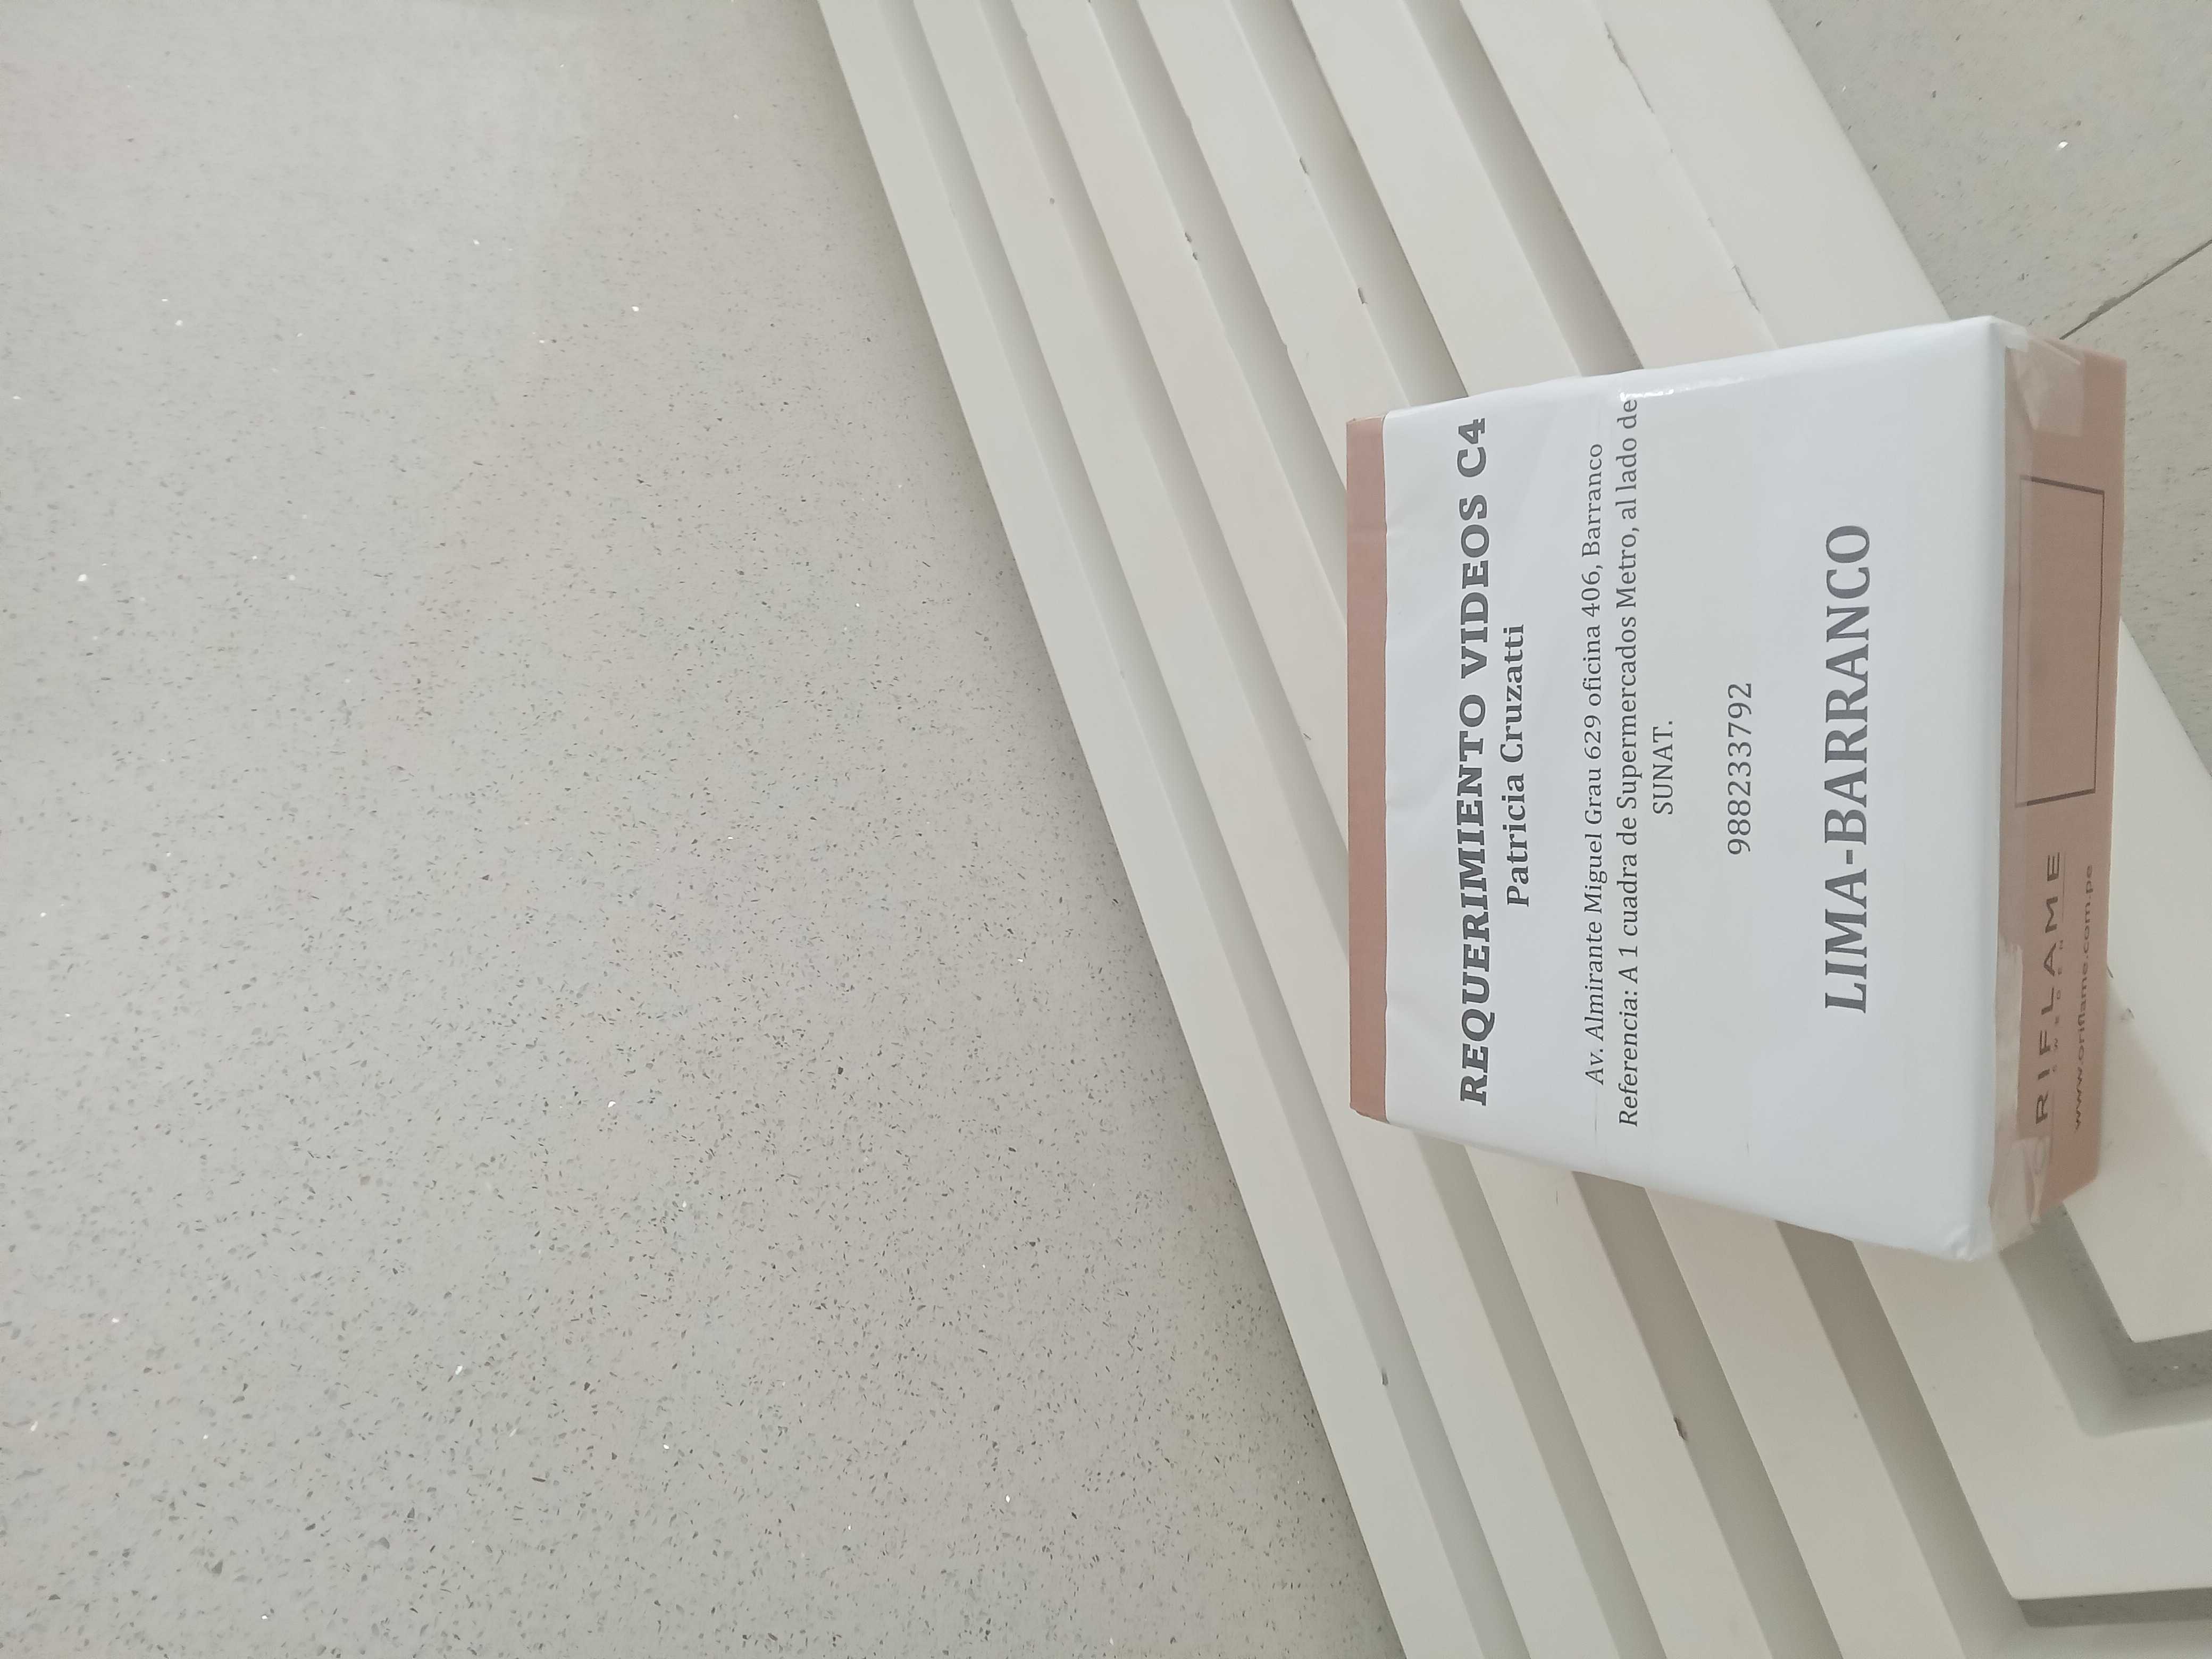 REQUERIMIENTO VIDEOS C4
Patricia Cruzatti
Av. Almirante Miguel Grau 629 oficina 406, Barranco
Referencia: A 1 cuadra de Supermercados Metro, al lado de
SUNAT.
988233792
LIMA-BARRANCO
ORIFLAME
SWEDEN
www.oriflame.com.pe